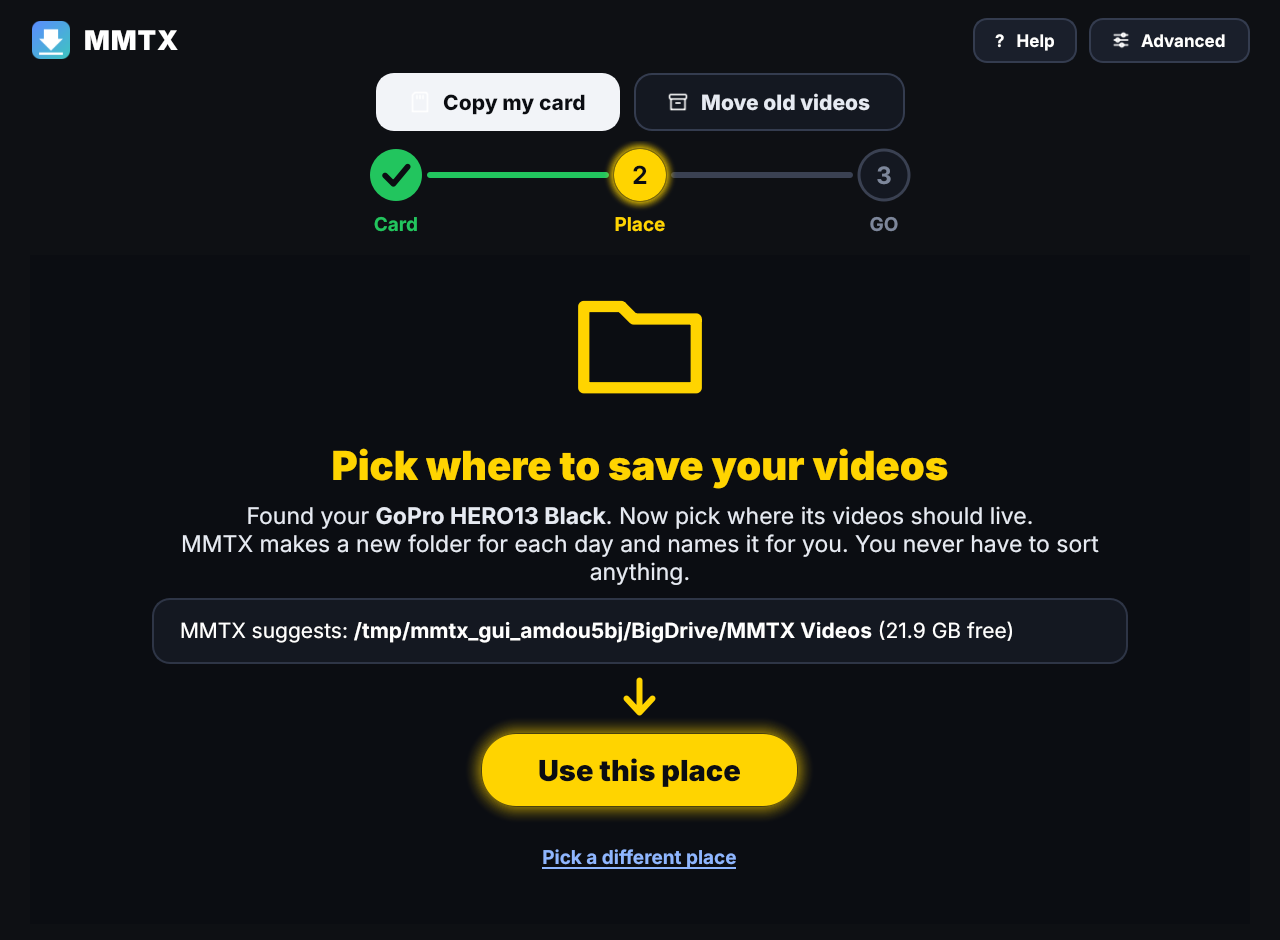 MMTX
? Help
Advanced
Copy my card
Move old videos
2
3
Card
Place
GO
Pick where to save your videos
Found your GoPro HERO13 Black. Now pick where its videos should live.
MMTX makes a new folder for each day and names it for you. You never have to sort
anything.
MMTX suggests: /tmp/mmtx_gui_amdou5bj/BigDrive/MMTX Videos (21.9 GB free)
Use this place
Pick a different place